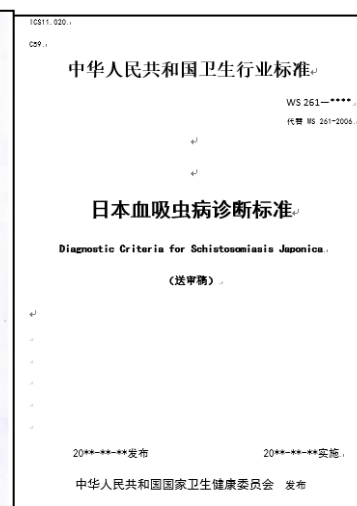 ICS11.020
C59
中华人民共和国卫生行业标准
WS 261—****
代替 WS 261-2006
日本血吸虫病诊断标准
Diagnostic Criteria for Schistosomiasis Japonica
(送审稿)
20**-**-**发布 20**-**-**实施
中华人民共和国国家卫生健康委员会 发布